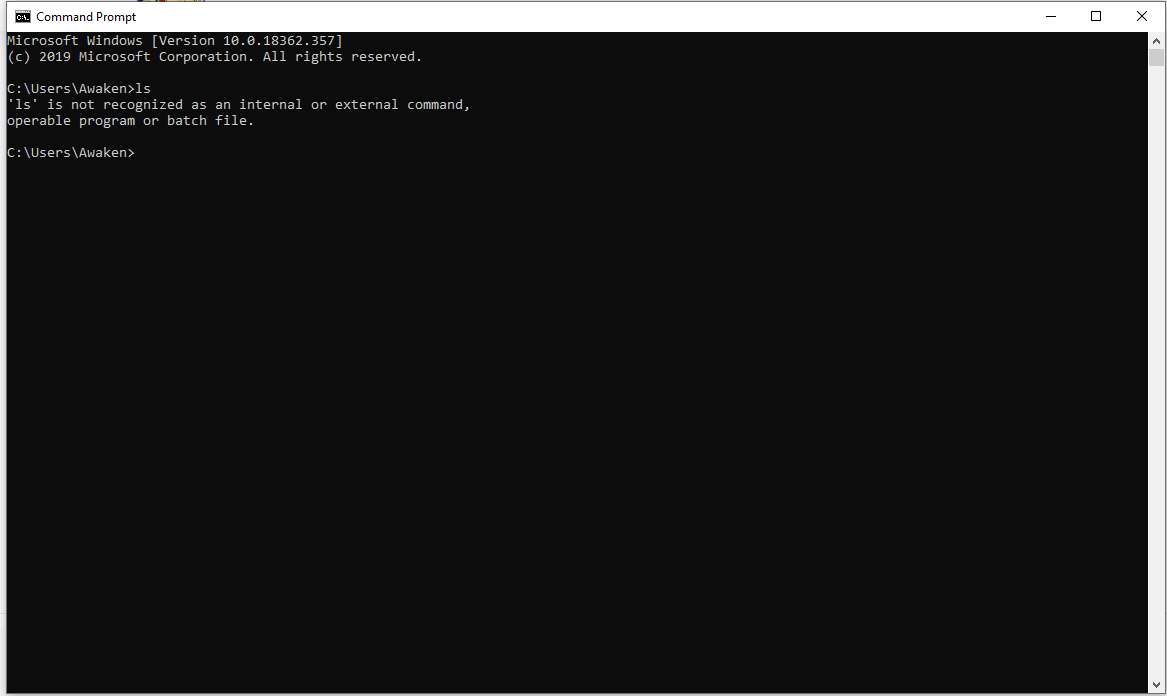 Command Prompt
Microsoft Windows [Version 10.0.18362.357]
(c) 2019 Microsoft Corporation. All rights reserved.
C:\Users\Awaken>ls
'ls' is not recognized as an internal or external command,
operable program or batch file.
C:\Users\Awaken>